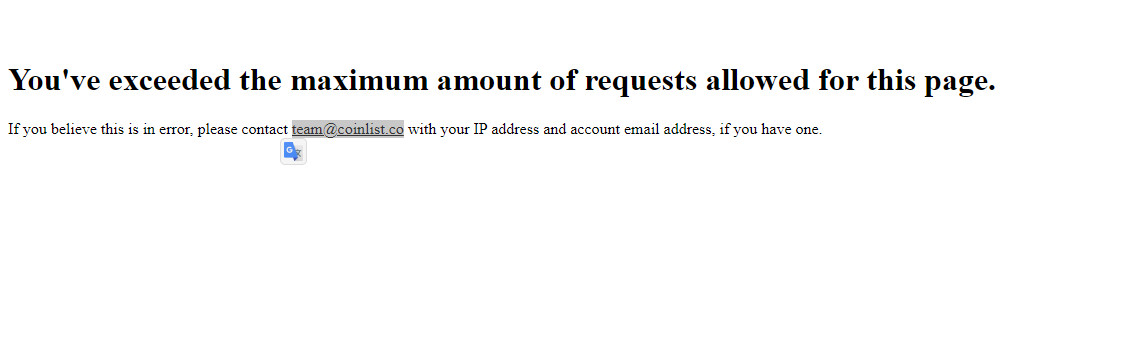 You've exceeded the maximum amount of requests allowed for this page.
If you believe this is in error, please contact team@coinlist.co with your IP address and account email address, if you have one.